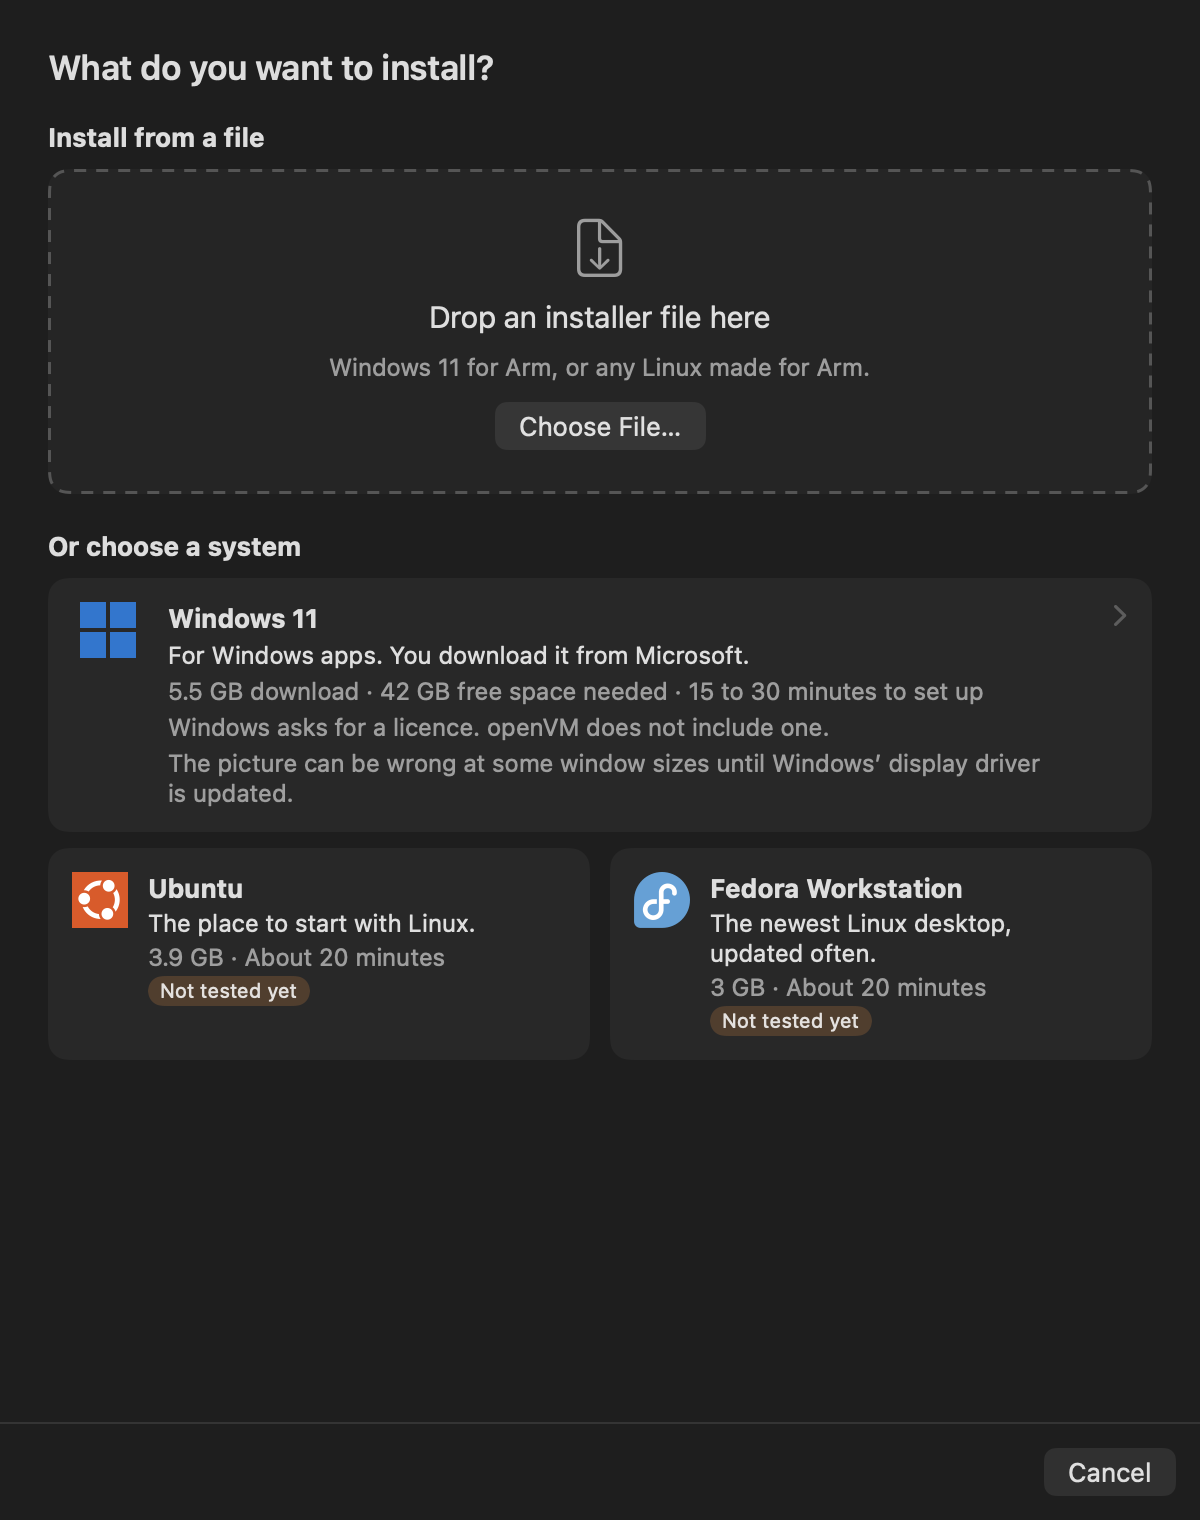 What do you want to install?
Install from a file
Drop an installer file here
Windows 11 for Arm, or any Linux made for Arm.
Choose File...
Or choose a system
Windows 11
For Windows apps. You download it from Microsoft.
5.5 GB download · 42 GB free space needed · 15 to 30 minutes to set up
Windows asks for a licence. openVM does not include one.
The picture can be wrong at some window sizes until Windows’ display driver
is updated.
Ubuntu
The place to start with Linux.
3.9 GB · About 20 minutes
Not tested yet
Fedora Workstation
The newest Linux desktop,
updated often.
3 GB · About 20 minutes
Not tested yet
Cancel